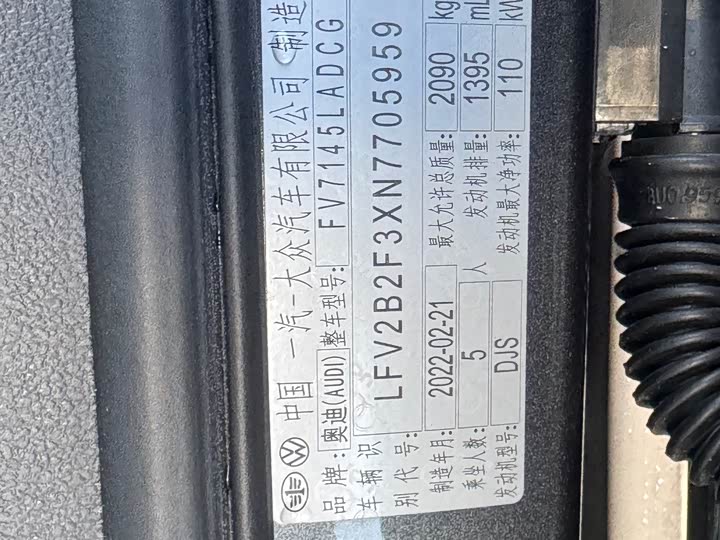 中国 一汽-大众汽车有限公司 制造
品牌: 奥迪(AUDI) 整车型号: FV7145LADCG
车辆识别代号: LFV2B2F3XN7705959
制造年月: 2022-02-21 最大允许总质量: 2090 kg
乘坐人数: 5 人 发动机排量: 1395 mL
发动机型号: DJS 发动机最大净功率: 110 kW